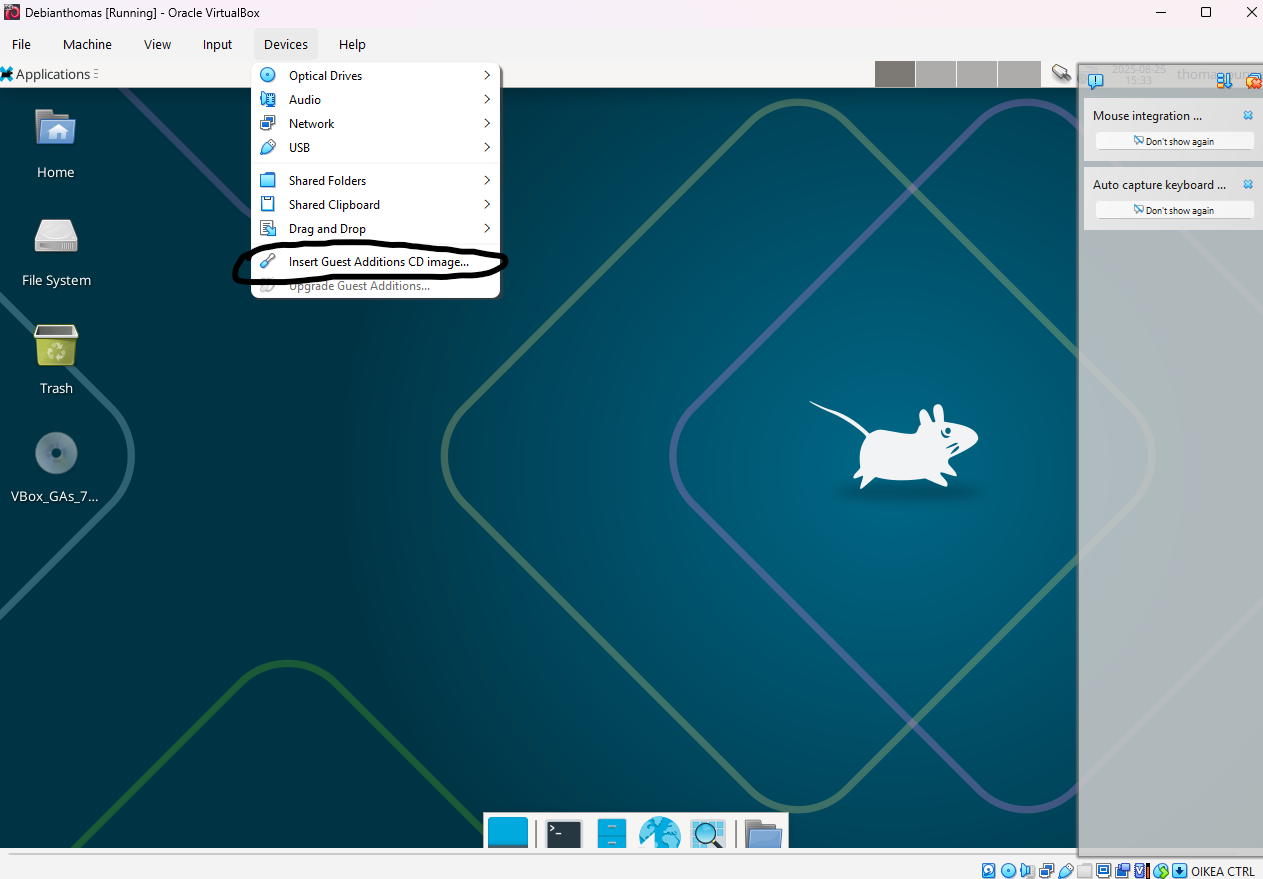 Debianthomas [Running] - Oracle VirtualBox
File Machine View Input Devices Help
Applications
Optical Drives
Audio
Network
USB
Shared Folders
Shared Clipboard
Drag and Drop
Insert Guest Additions CD image...
Upgrade Guest Additions...
2025-08-25
15:33
Mouse integration ...
Don't show again
Auto capture keyboard ...
Don't show again
Home
File System
Trash
VBox_GAs_7...
OIKEA CTRL